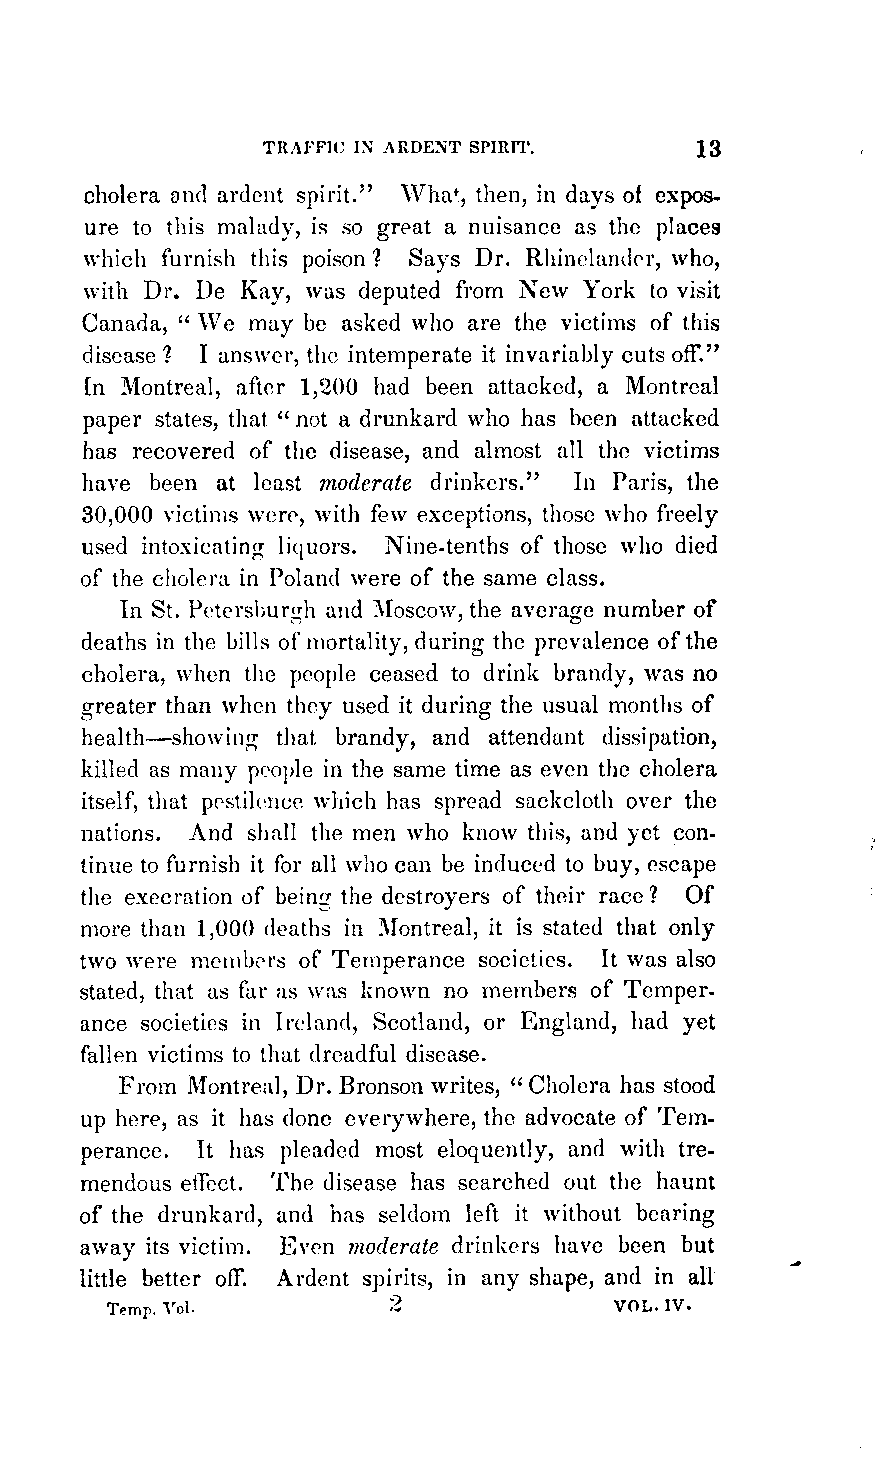 TRAFFIC IN ARDENT SPIRIT. 13
cholera and ardent spirit." What, then, in days of expos-
ure to this malady, is so great a nuisance as the places
which furnish this poison? Says Dr. Rhinelander, who,
with Dr. De Kay, was deputed from New York to visit
Canada, "We may be asked who are the victims of this
disease? I answer, the intemperate it invariably cuts off."
In Montreal, after 1,200 had been attacked, a Montreal
paper states, that "not a drunkard who has been attacked
has recovered of the disease, and almost all the victims
have been at least moderate drinkers." In Paris, the
30,000 victims were, with few exceptions, those who freely
used intoxicating liquors. Nine-tenths of those who died
of the cholera in Poland were of the same class.
In St. Petersburgh and Moscow, the average number of
deaths in the bills of mortality, during the prevalence of the
cholera, when the people ceased to drink brandy, was no
greater than when they used it during the usual months of
health—showing that brandy, and attendant dissipation,
killed as many people in the same time as even the cholera
itself, that pestilence which has spread sackcloth over the
nations. And shall the men who know this, and yet con-
tinue to furnish it for all who can be induced to buy, escape
the execration of being the destroyers of their race? Of
more than 1,000 deaths in Montreal, it is stated that only
two were members of Temperance societies. It was also
stated, that as far as was known no members of Temper-
ance societies in Ireland, Scotland, or England, had yet
fallen victims to that dreadful disease.
From Montreal, Dr. Bronson writes, "Cholera has stood
up here, as it has done everywhere, the advocate of Tem-
perance. It has pleaded most eloquently, and with tre-
mendous effect. The disease has searched out the haunt
of the drunkard, and has seldom left it without bearing
away its victim. Even moderate drinkers have been but
little better off. Ardent spirits, in any shape, and in all
Temp. Vol. 2 VOL. IV.